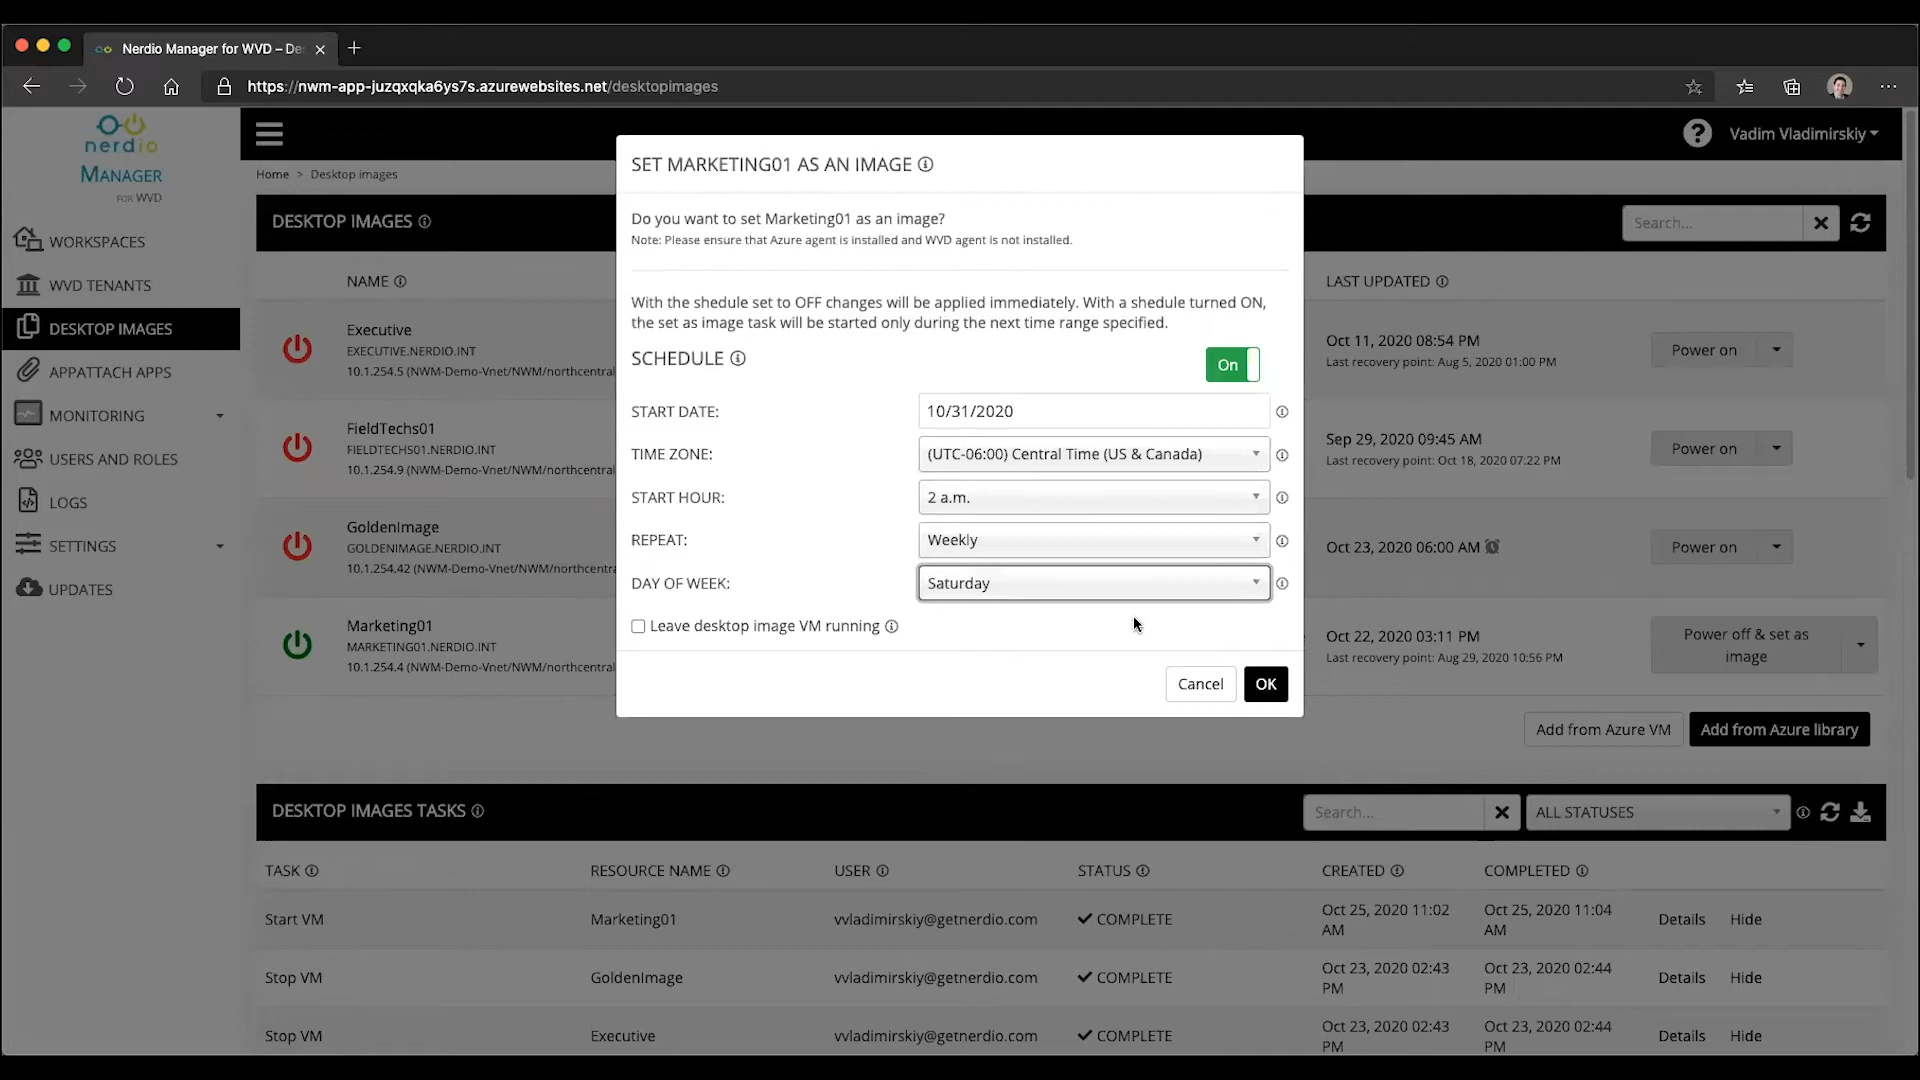 Nerdio Manager for WVD – De
https://nwm-app-juzqxqka6ys7s.azurewebsites.net/desktopimages
nerdio
MANAGER
FOR WVD
WORKSPACES
WVD TENANTS
DESKTOP IMAGES
APPATTACH APPS
MONITORING
USERS AND ROLES
LOGS
SETTINGS
UPDATES
Vadim Vladimirskiy
Home > Desktop images
DESKTOP IMAGES
Search...
NAME
LAST UPDATED
Executive
EXECUTIVE.NERDIO.INT
10.1.254.5 (NWM-Demo-Vnet/NWM/northcentral
Oct 11, 2020 08:54 PM
Last recovery point: Aug 5, 2020 01:00 PM
Power on
FieldTechs01
FIELDTECHS01.NERDIO.INT
10.1.254.9 (NWM-Demo-Vnet/NWM/northcentral
Sep 29, 2020 09:45 AM
Last recovery point: Oct 18, 2020 07:22 PM
Power on
GoldenImage
GOLDENIMAGE.NERDIO.INT
10.1.254.42 (NWM-Demo-Vnet/NWM/northcentra
Oct 23, 2020 06:00 AM
Power on
Marketing01
MARKETING01.NERDIO.INT
10.1.254.4 (NWM-Demo-Vnet/NWM/northcentral
Oct 22, 2020 03:11 PM
Last recovery point: Aug 29, 2020 10:56 PM
Power off & set as
image
Add from Azure VM
Add from Azure library
SET MARKETING01 AS AN IMAGE
Do you want to set Marketing01 as an image?
Note: Please ensure that Azure agent is installed and WVD agent is not installed.
With the shedule set to OFF changes will be applied immediately. With a shedule turned ON,
the set as image task will be started only during the next time range specified.
SCHEDULE
On
START DATE:
10/31/2020
TIME ZONE:
(UTC-06:00) Central Time (US & Canada)
START HOUR:
2 a.m.
REPEAT:
Weekly
DAY OF WEEK:
Saturday
Leave desktop image VM running
Cancel
OK
DESKTOP IMAGES TASKS
Search...
ALL STATUSES
TASK
RESOURCE NAME
USER
STATUS
CREATED
COMPLETED
Start VM
Marketing01
vvladimirskiy@getnerdio.com
COMPLETE
Oct 25, 2020 11:02
AM
Oct 25, 2020 11:04
AM
Details
Hide
Stop VM
GoldenImage
vvladimirskiy@getnerdio.com
COMPLETE
Oct 23, 2020 02:43
PM
Oct 23, 2020 02:44
PM
Details
Hide
Stop VM
Executive
vvladimirskiy@getnerdio.com
COMPLETE
Oct 23, 2020 02:43
PM
Oct 23, 2020 02:44
PM
Details
Hide